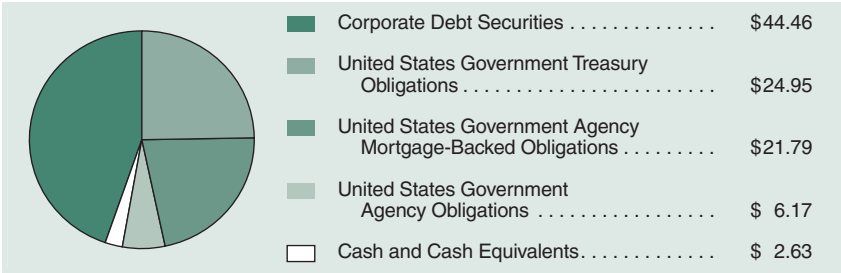 Corporate Debt Securities . . . . . . . . . . . . . . . $44.46
United States Government Treasury
Obligations . . . . . . . . . . . . . . . . . . . . . . . . . $24.95
United States Government Agency
Mortgage-Backed Obligations . . . . . . . . . $21.79
United States Government
Agency Obligations . . . . . . . . . . . . . . . . . . $ 6.17
Cash and Cash Equivalents. . . . . . . . . . . . . $ 2.63